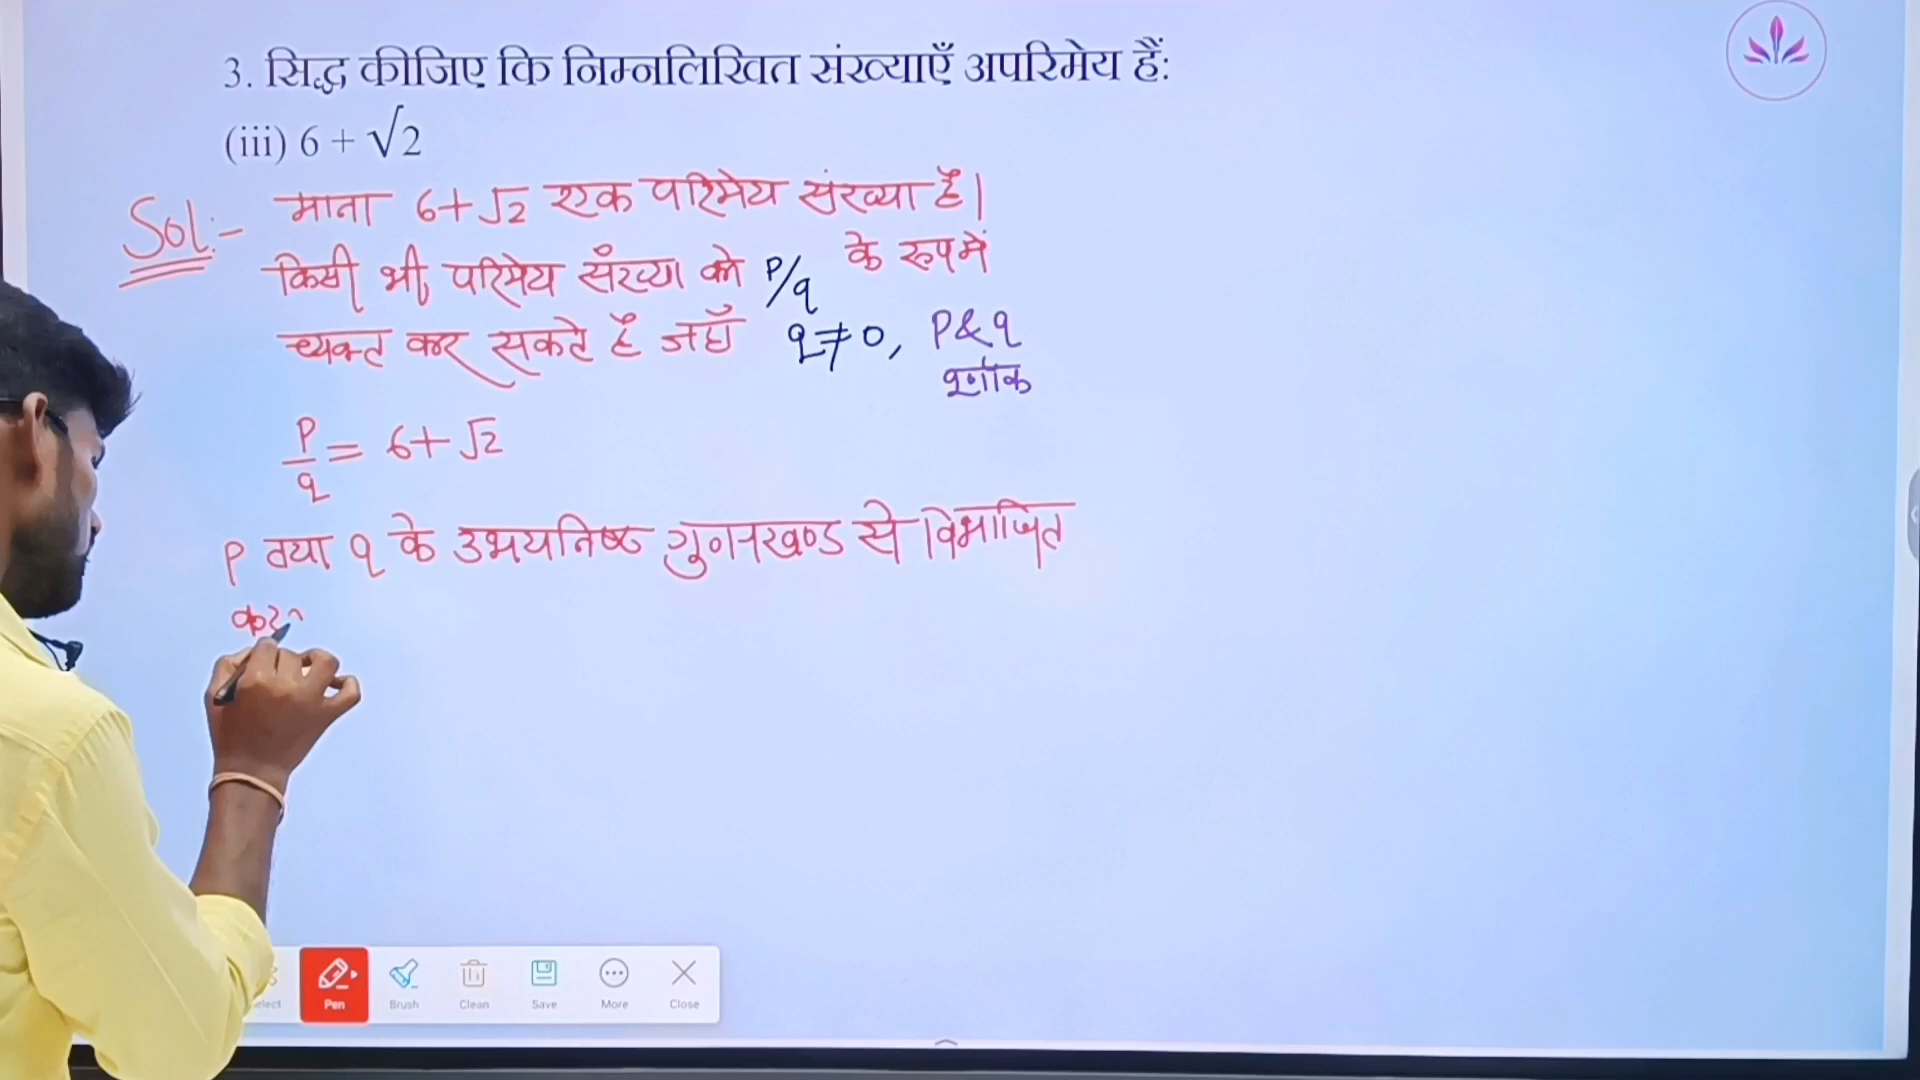 3. सिद्ध कीजिए कि निम्नलिखित संख्याएँ अपरिमेय हैं:
(iii) 6 + √2
Sol:- माना 6+√2 एक परिमेय संख्या है।
किसी भी परिमेय संख्या को P/q के रूप में
व्यक्त कर सकते है जहाँ q≠0, P&q
पूर्णांक
P/q = 6+√2
P तथा q के उभयनिष्ठ गुणनखण्ड से विभाजित
कर
Pen
Brush
Clean
Save
More
Close